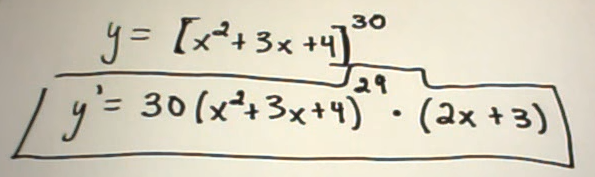 y = [x²+3x+4]³⁰
y' = 30(x²+3x+4)²⁹ · (2x+3)